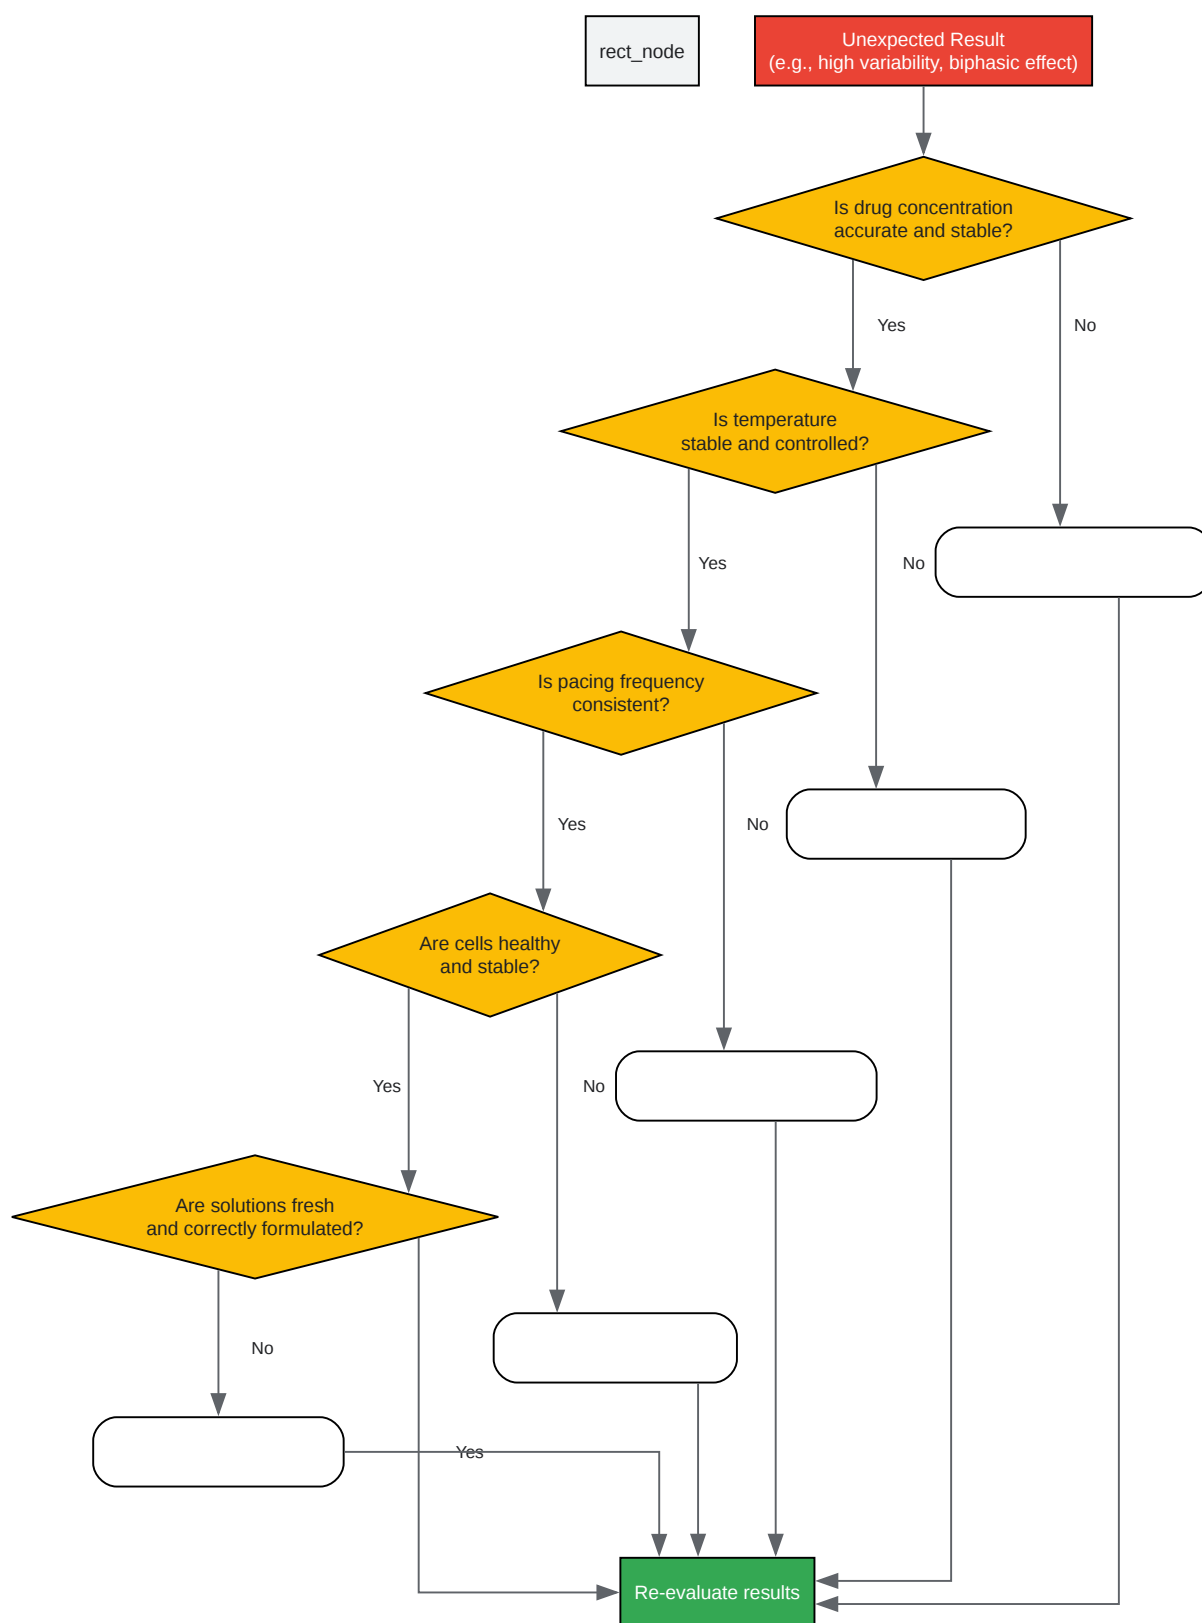 rect_node
Unexpected Result
(e.g., high variability, biphasic effect)
Is drug concentration
accurate and stable?
Yes
No
Is temperature
stable and controlled?
Yes
No
Is pacing frequency
consistent?
Yes
No
Are cells healthy
and stable?
Yes
No
Are solutions fresh
and correctly formulated?
No
Yes
Re-evaluate results